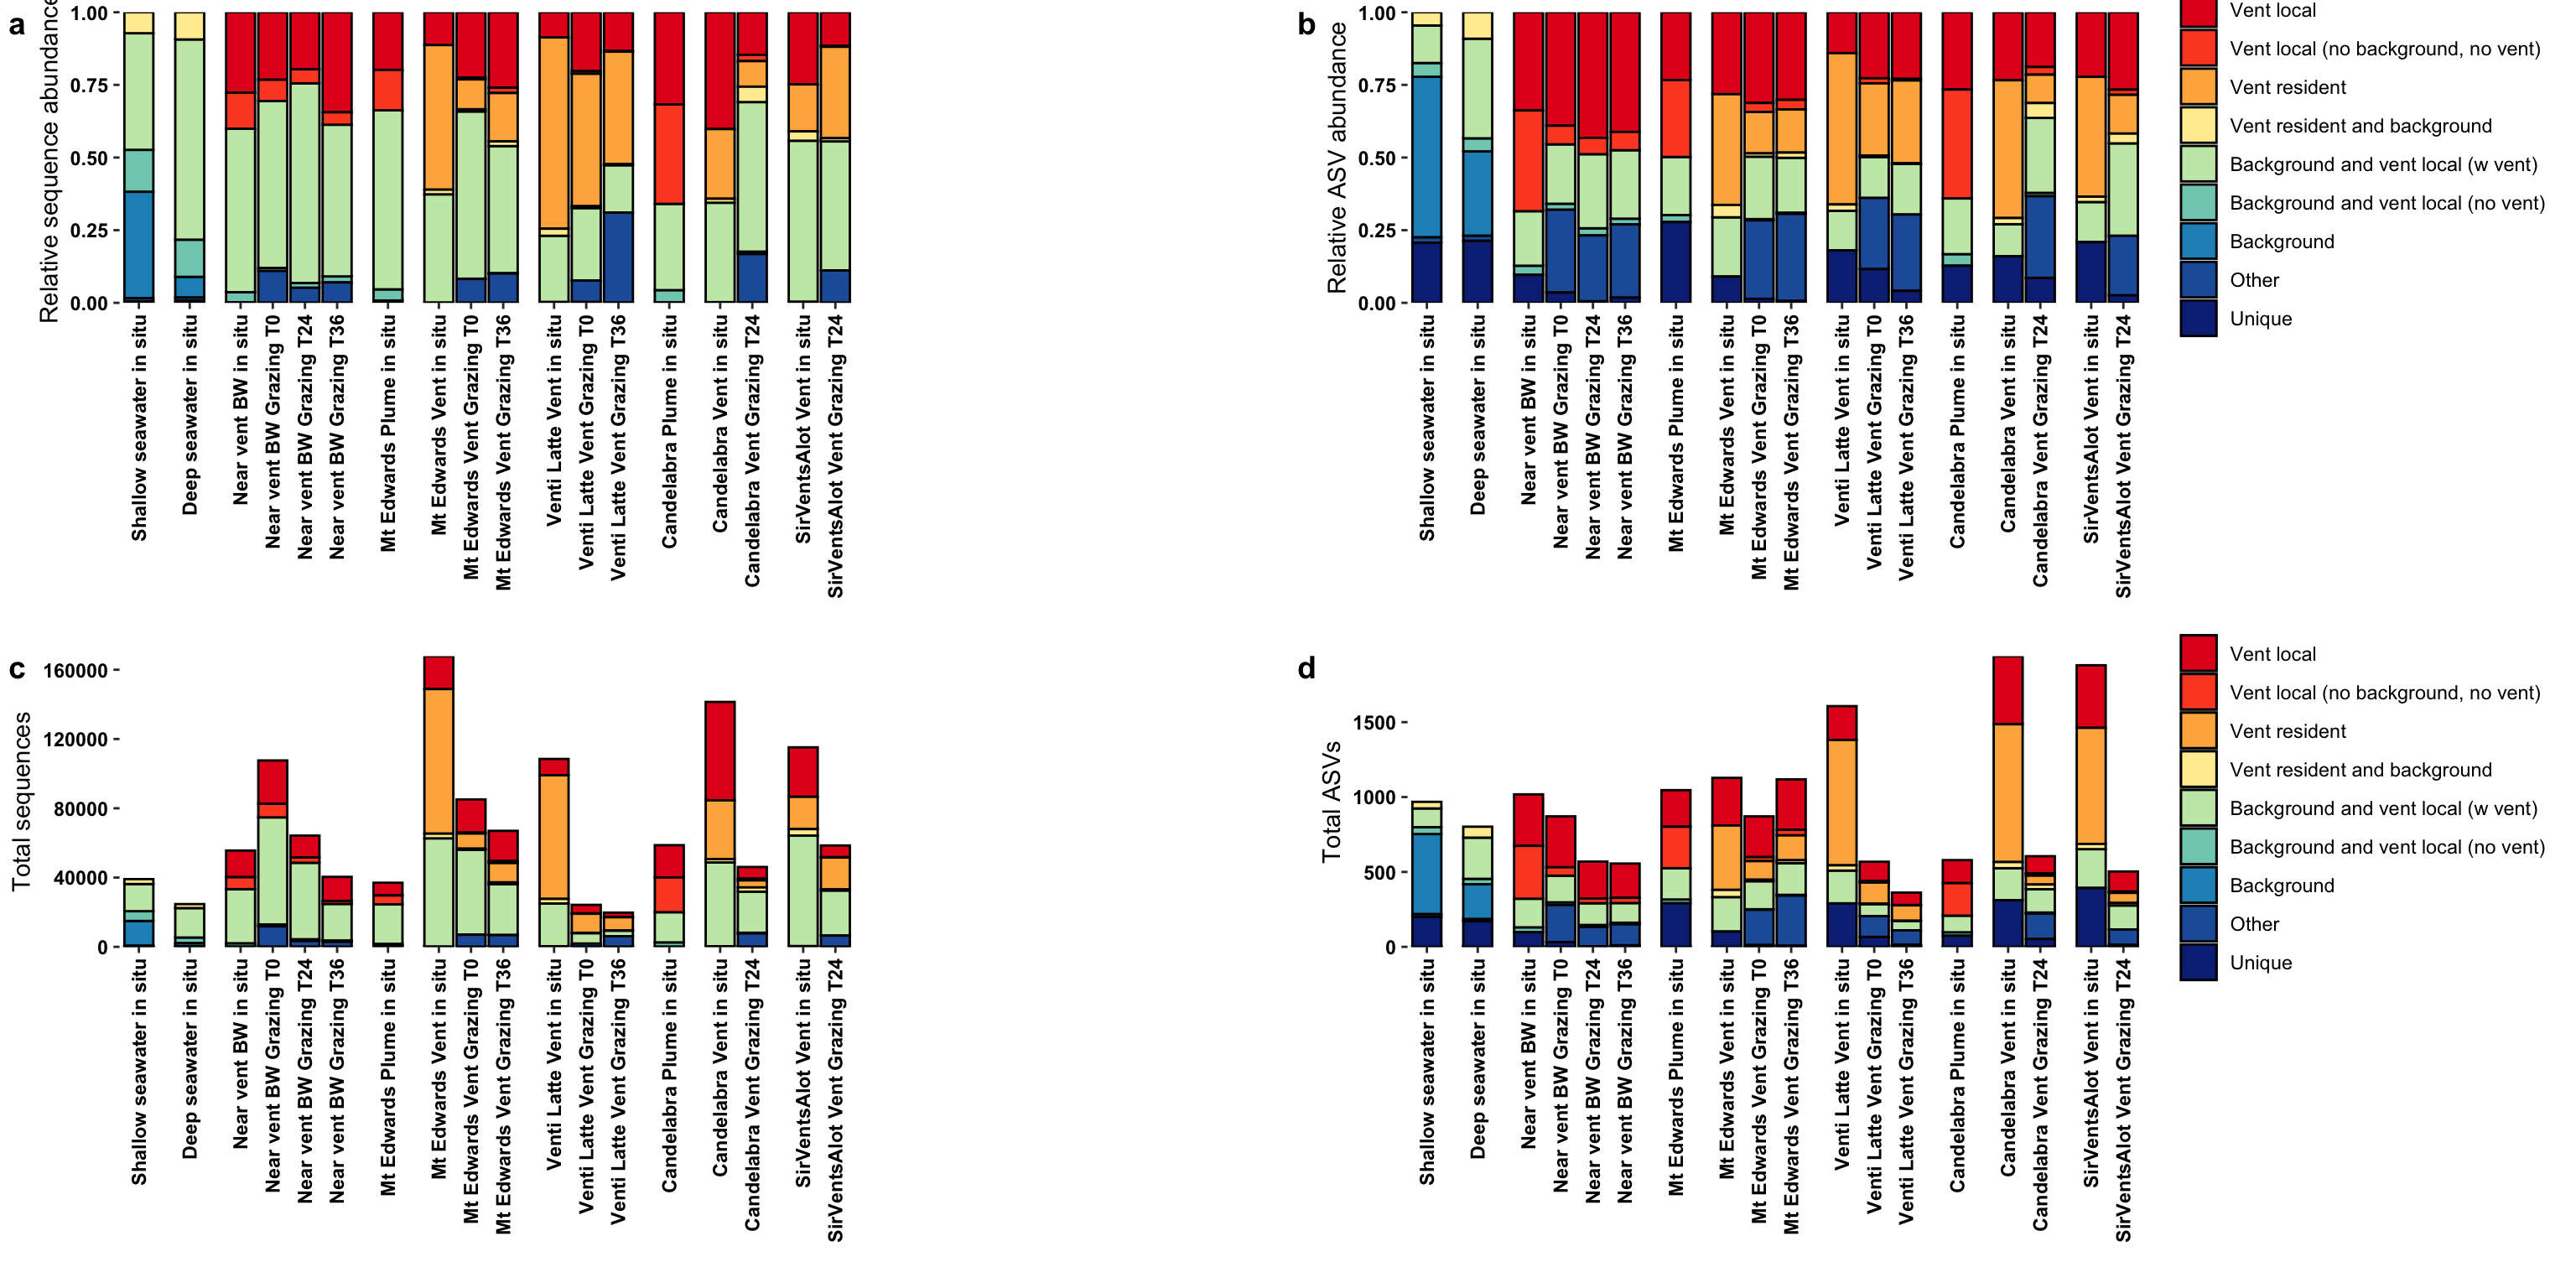 a
Relative sequence abundance
1.00
0.75
0.50
0.25
0.00
Shallow seawater in situ
Deep seawater in situ
Near vent BW in situ
Near vent BW Grazing T0
Near vent BW Grazing T24
Near vent BW Grazing T36
Mt Edwards Plume in situ
Mt Edwards Vent in situ
Mt Edwards Vent Grazing T0
Mt Edwards Vent Grazing T36
Venti Latte Vent in situ
Venti Latte Vent Grazing T0
Venti Latte Vent Grazing T36
Candelabra Plume in situ
Candelabra Vent in situ
Candelabra Vent Grazing T24
SirVentsAlot Vent in situ
SirVentsAlot Vent Grazing T24
b
Relative ASV abundance
1.00
0.75
0.50
0.25
0.00
Shallow seawater in situ
Deep seawater in situ
Near vent BW in situ
Near vent BW Grazing T0
Near vent BW Grazing T24
Near vent BW Grazing T36
Mt Edwards Plume in situ
Mt Edwards Vent in situ
Mt Edwards Vent Grazing T0
Mt Edwards Vent Grazing T36
Venti Latte Vent in situ
Venti Latte Vent Grazing T0
Venti Latte Vent Grazing T36
Candelabra Plume in situ
Candelabra Vent in situ
Candelabra Vent Grazing T24
SirVentsAlot Vent in situ
SirVentsAlot Vent Grazing T24
Vent local
Vent local (no background, no vent)
Vent resident
Vent resident and background
Background and vent local (w vent)
Background and vent local (no vent)
Background
Other
Unique
c
Total sequences
160000
120000
80000
40000
0
Shallow seawater in situ
Deep seawater in situ
Near vent BW in situ
Near vent BW Grazing T0
Near vent BW Grazing T24
Near vent BW Grazing T36
Mt Edwards Plume in situ
Mt Edwards Vent in situ
Mt Edwards Vent Grazing T0
Mt Edwards Vent Grazing T36
Venti Latte Vent in situ
Venti Latte Vent Grazing T0
Venti Latte Vent Grazing T36
Candelabra Plume in situ
Candelabra Vent in situ
Candelabra Vent Grazing T24
SirVentsAlot Vent in situ
SirVentsAlot Vent Grazing T24
d
Total ASVs
1500
1000
500
0
Shallow seawater in situ
Deep seawater in situ
Near vent BW in situ
Near vent BW Grazing T0
Near vent BW Grazing T24
Near vent BW Grazing T36
Mt Edwards Plume in situ
Mt Edwards Vent in situ
Mt Edwards Vent Grazing T0
Mt Edwards Vent Grazing T36
Venti Latte Vent in situ
Venti Latte Vent Grazing T0
Venti Latte Vent Grazing T36
Candelabra Plume in situ
Candelabra Vent in situ
Candelabra Vent Grazing T24
SirVentsAlot Vent in situ
SirVentsAlot Vent Grazing T24
Vent local
Vent local (no background, no vent)
Vent resident
Vent resident and background
Background and vent local (w vent)
Background and vent local (no vent)
Background
Other
Unique